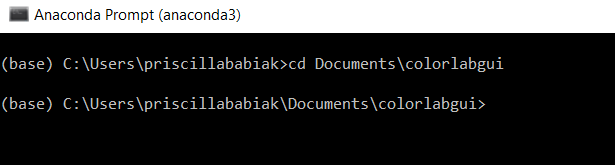 Anaconda Prompt (anaconda3)
(base) C:\Users\priscillababiak>cd Documents\colorlabgui
(base) C:\Users\priscillababiak\Documents\colorlabgui>